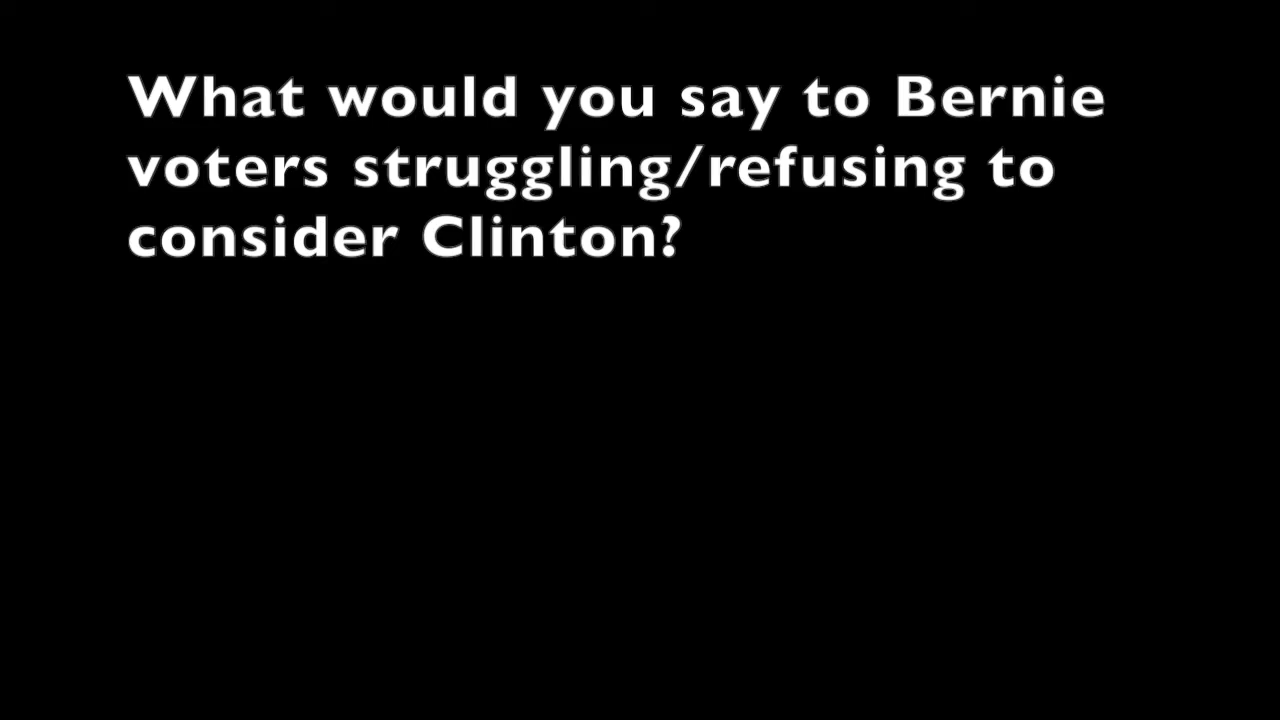 What would you say to Bernie
voters struggling/refusing to
consider Clinton?